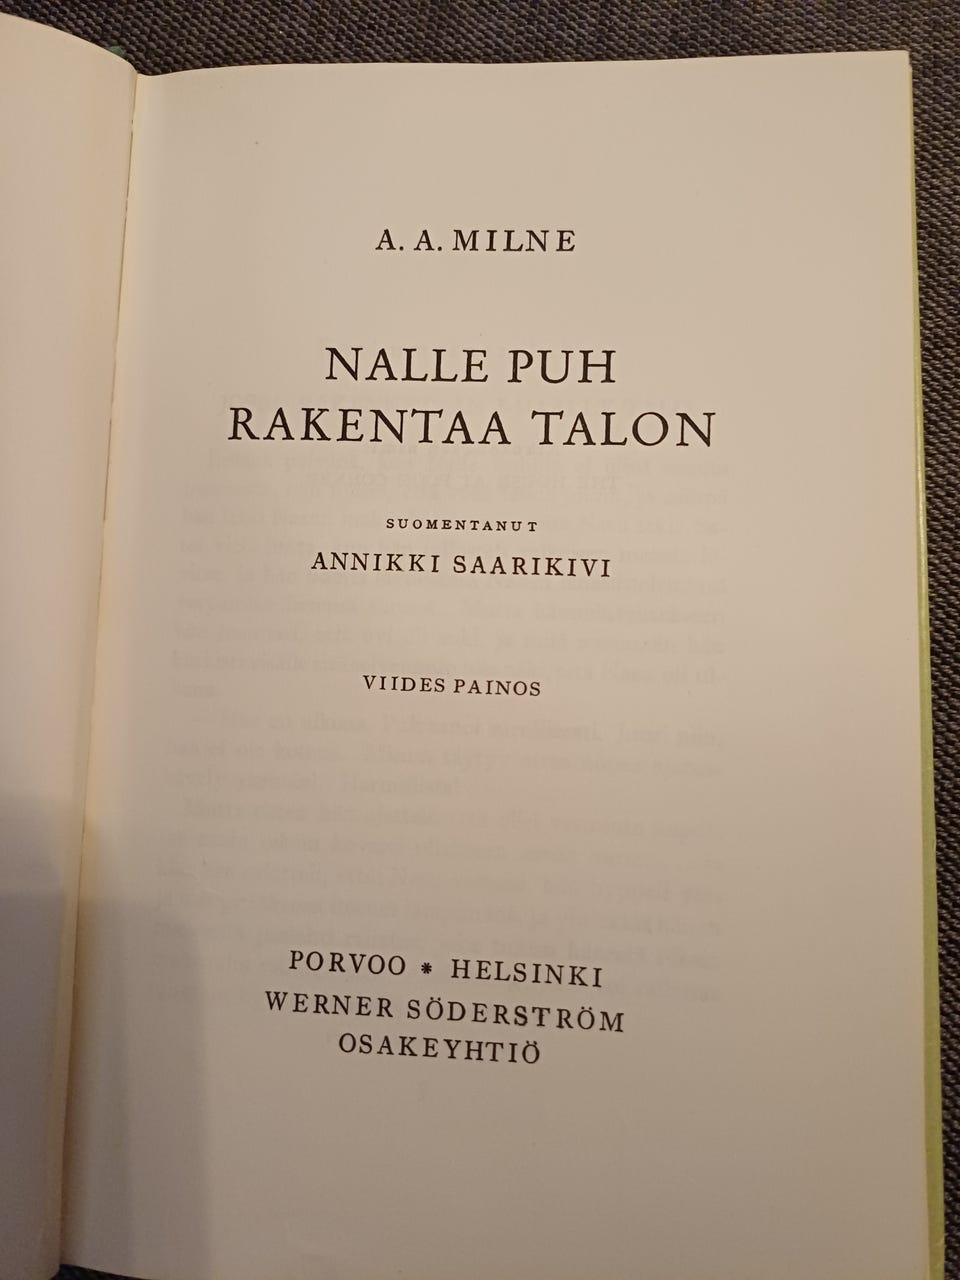 A. A. MILNE
NALLE PUH
RAKENTAA TALON
SUOMENTANUT
ANNIKKI SAARIKIVI
VIIDES PAINOS
PORVOO * HELSINKI
WERNER SÖDERSTRÖM
OSAKEYHTIÖ